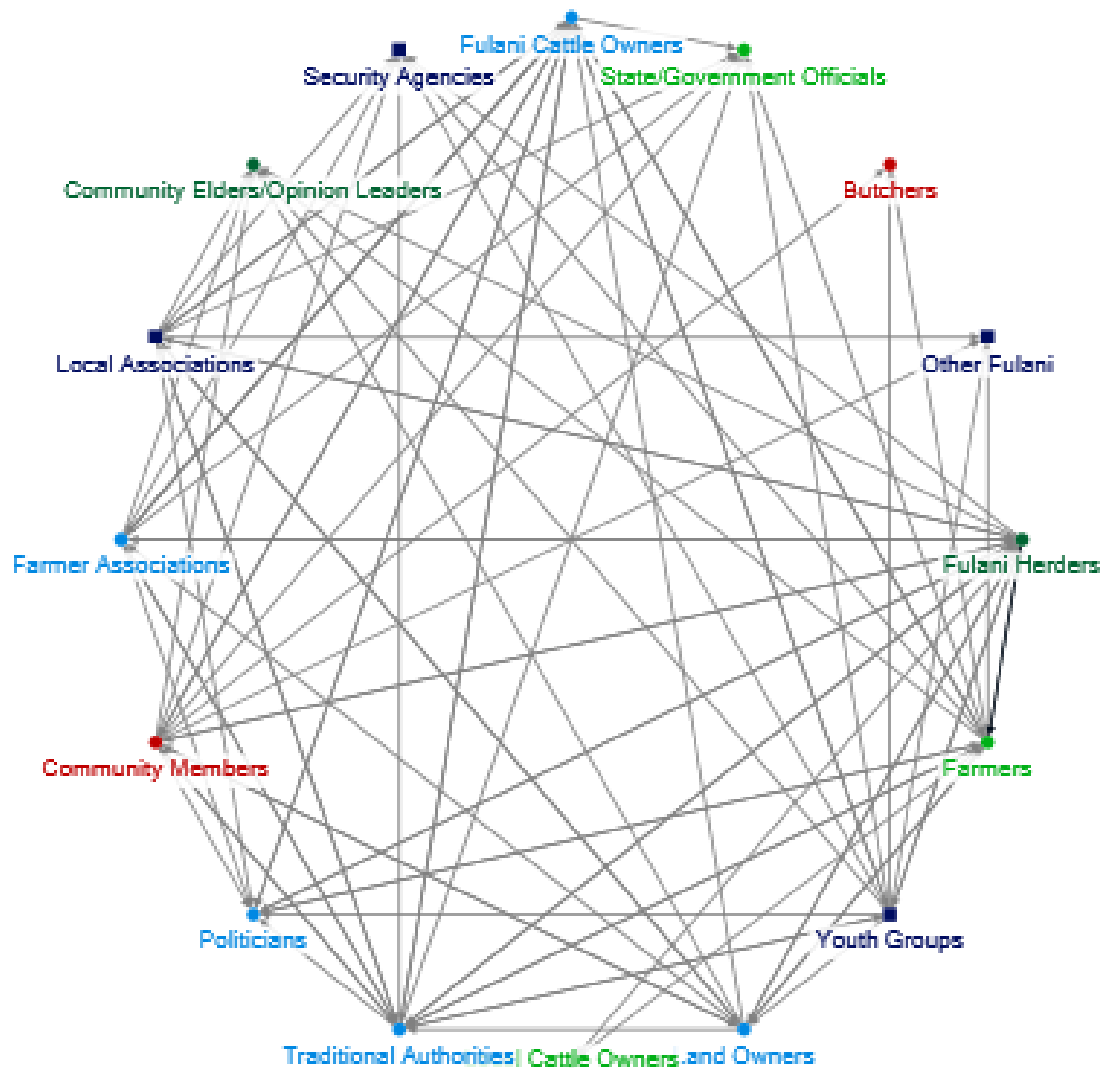 Fulani Cattle Owners
Security Agencies
State/Government Officials
Community Elders/Opinion Leaders
Butchers
Local Associations
Other Fulani
Farmer Associations
Fulani Herders
Community Members
Farmers
Politicians
Youth Groups
Traditional Authorities Cattle Owners and Owners